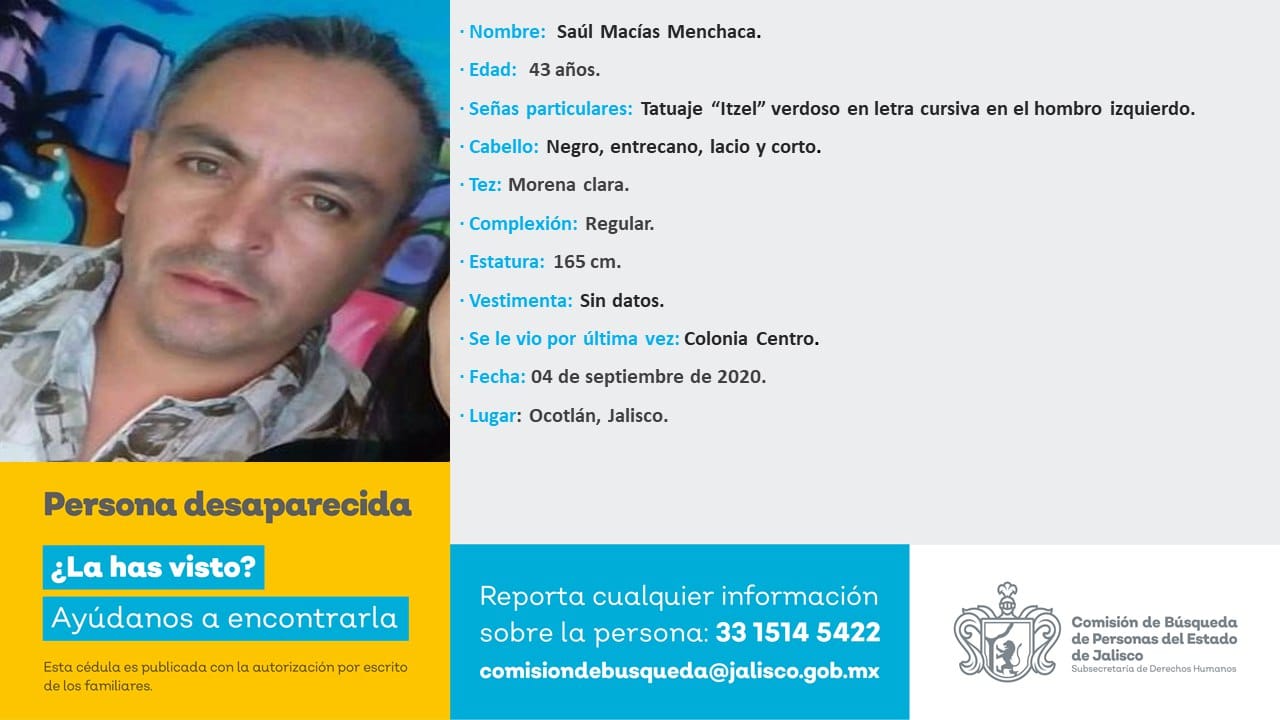 · Nombre: Saúl Macías Menchaca.
· Edad: 43 años.
· Señas particulares: Tatuaje “Itzel” verdoso en letra cursiva en el hombro izquierdo.
· Cabello: Negro, entrecano, lacio y corto.
· Tez: Morena clara.
· Complexión: Regular.
· Estatura: 165 cm.
· Vestimenta: Sin datos.
· Se le vio por última vez: Colonia Centro.
· Fecha: 04 de septiembre de 2020.
· Lugar: Ocotlán, Jalisco.
Persona desaparecida
¿La has visto?
Ayúdanos a encontrarla
Esta cédula es publicada con la autorización por escrito
de los familiares.
Reporta cualquier información
sobre la persona: 33 1514 5422
comisiondebusqueda@jalisco.gob.mx
Comisión de Búsqueda
de Personas del Estado
de Jalisco
Subsecretaría de Derechos Humanos